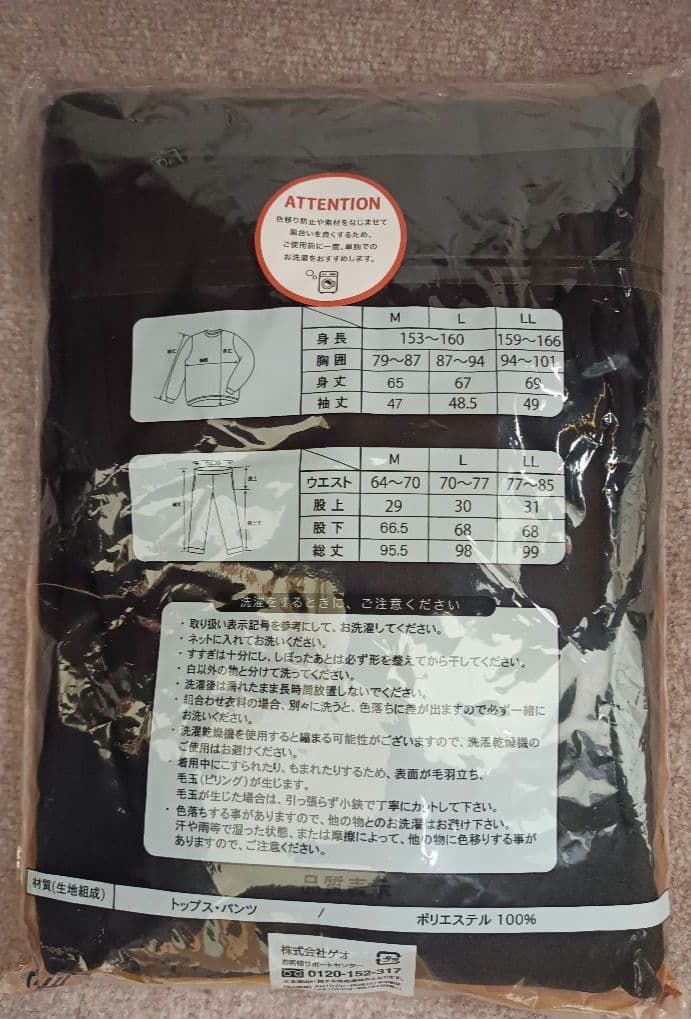 ATTENTION
色移り防止や素材をなじませて
風合いを良くするため、
ご使用前に一度、単独での
お洗濯をおすすめします。
M L LL
身長 153〜160 159〜166
胸囲 79〜87 87〜94 94〜101
身丈 65 67 69
袖丈 47 48.5 49
M L LL
ウエスト 64〜70 70〜77 77〜85
股上 29 30 31
股下 66.5 68 68
総丈 95.5 98 99
洗濯をするときに、ご注意ください
・取り扱い表示記号を参考にして、お洗濯してください。
・ネットに入れてお洗いください。
・すすぎは十分にし、しぼったあとは必ず形を整えてから干してください。
・白以外の物と分けて洗ってください。
・洗濯後は濡れたまま長時間放置しないでください。
・組合わせ衣料の場合、別々に洗うと、色落ちに差が出ますので必ず一緒に
お洗いください。
・洗濯乾燥機を使用すると縮まる可能性がございますので、洗濯乾燥機の
ご使用はお避けください。
・着用中にこすられたり、もまれたりするため、表面が毛羽立ち、
毛玉(ピリング)が生じます。
毛玉が生じた場合は、引っ張らず小鋏で丁寧にカットして下さい。
・色落ちする事がありますので、他の物とのお洗濯はお避け下さい。
汗や雨等で湿った状態、または摩擦によって、他の物に色移りする事が
ありますので、ご注意ください。
品質表示
材質(生地組成) トップス・パンツ / ポリエステル 100%
株式会社ゲオ
お客様サポートセンター
0120-152-317